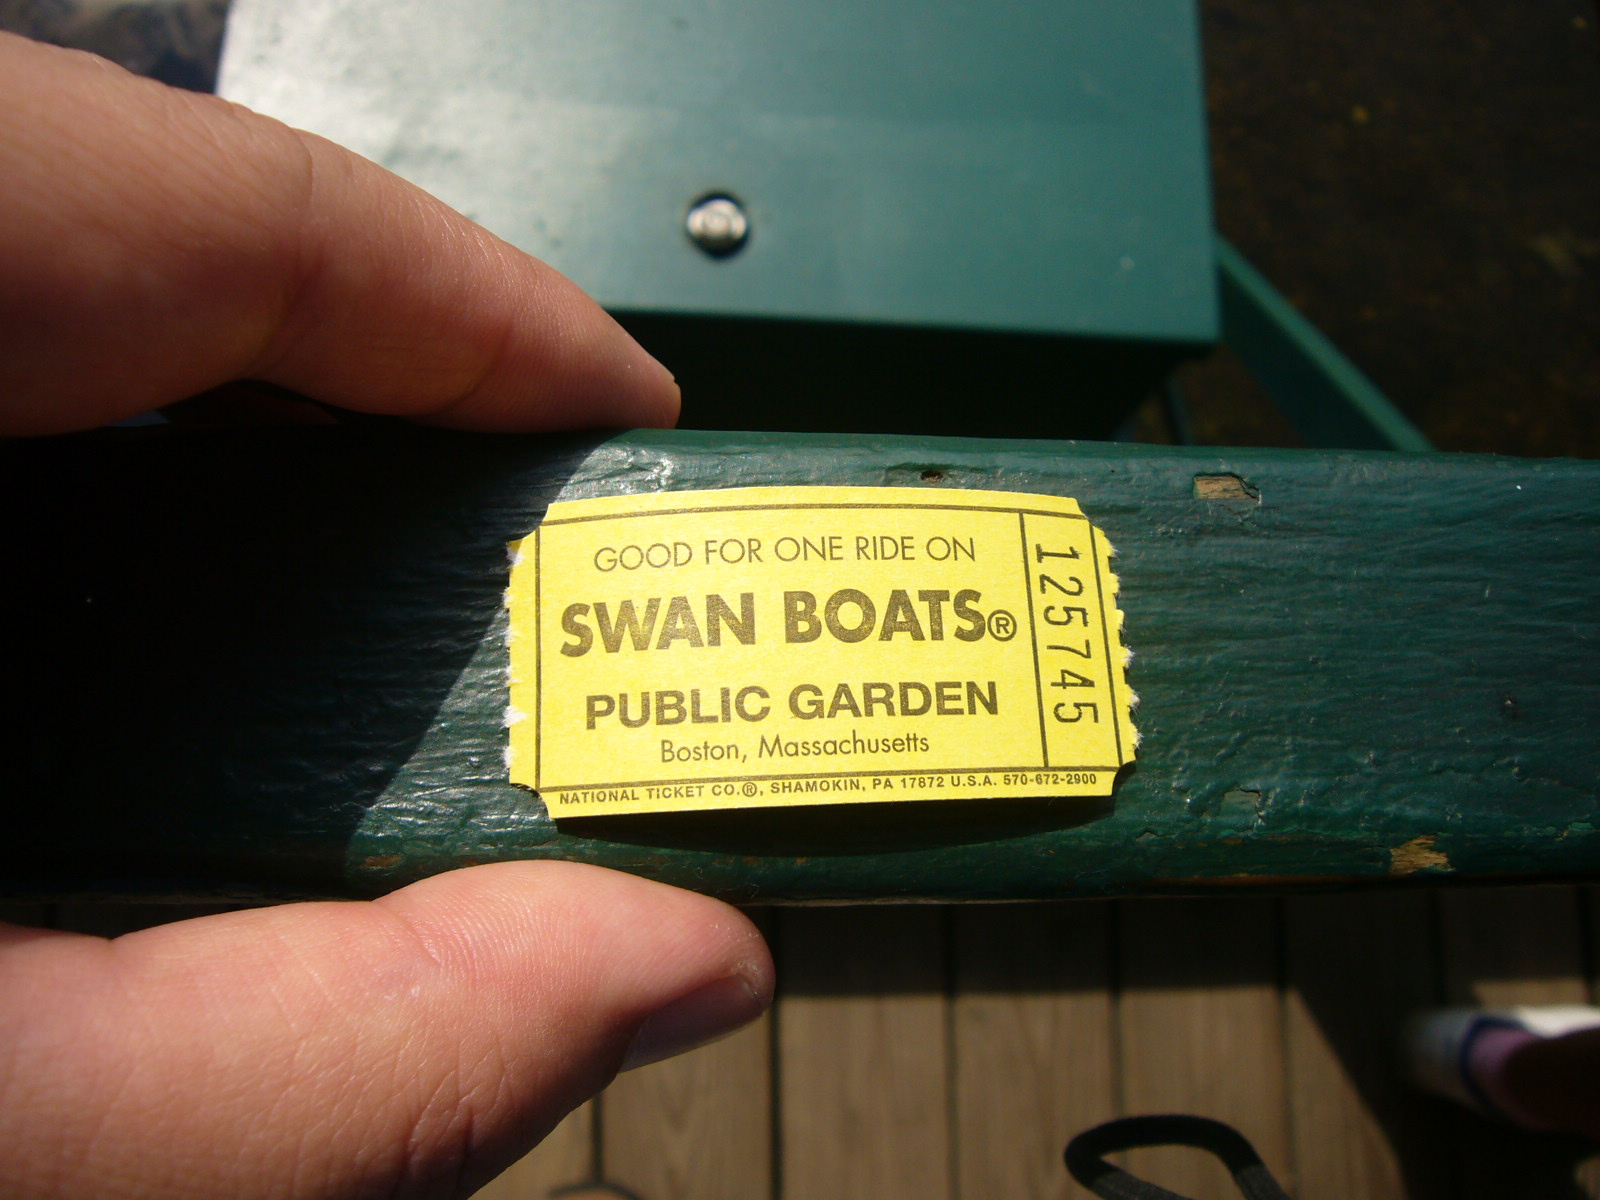 GOOD FOR ONE RIDE ON
SWAN BOATS®
PUBLIC GARDEN
Boston, Massachusetts
NATIONAL TICKET CO.®, SHAMOKIN, PA 17872 U.S.A. 570-672-2900
125745